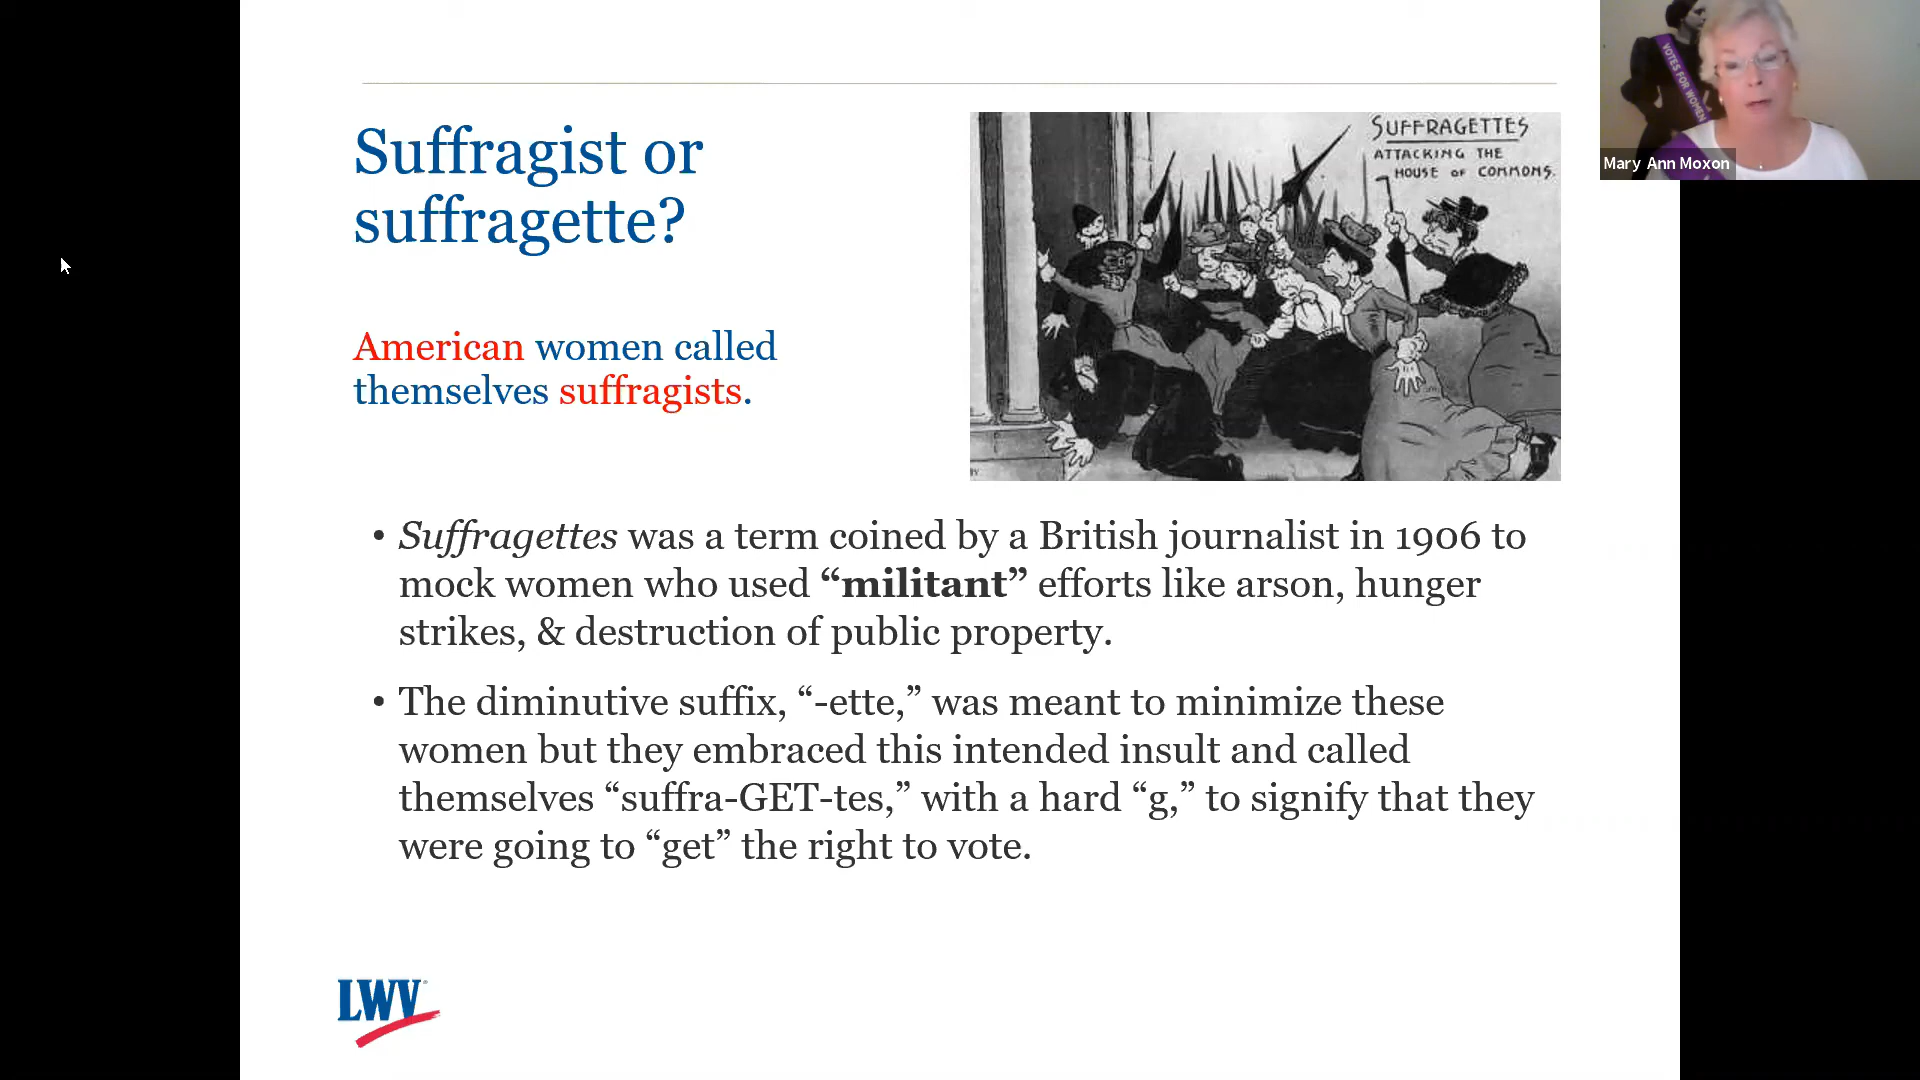 Suffragist or
suffragette?
SUFFRAGETTES
ATTACKING THE
HOUSE OF COMMONS.
VOTES FOR WOMEN
Mary Ann Moxon
American women called
themselves suffragists.
• Suffragettes was a term coined by a British journalist in 1906 to
mock women who used “militant” efforts like arson, hunger
strikes, & destruction of public property.
• The diminutive suffix, “-ette,” was meant to minimize these
women but they embraced this intended insult and called
themselves “suffra-GET-tes,” with a hard “g,” to signify that they
were going to “get” the right to vote.
LWV